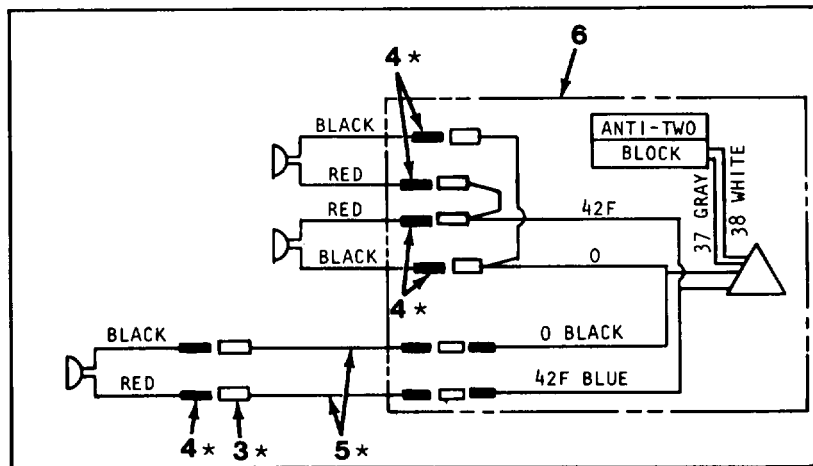 6
4*
BLACK
ANTI-TWO
BLOCK
RED
37 GRAY
38 WHITE
RED
42F
BLACK
0
4*
BLACK
0 BLACK
RED
42F BLUE
4*
3*
5*